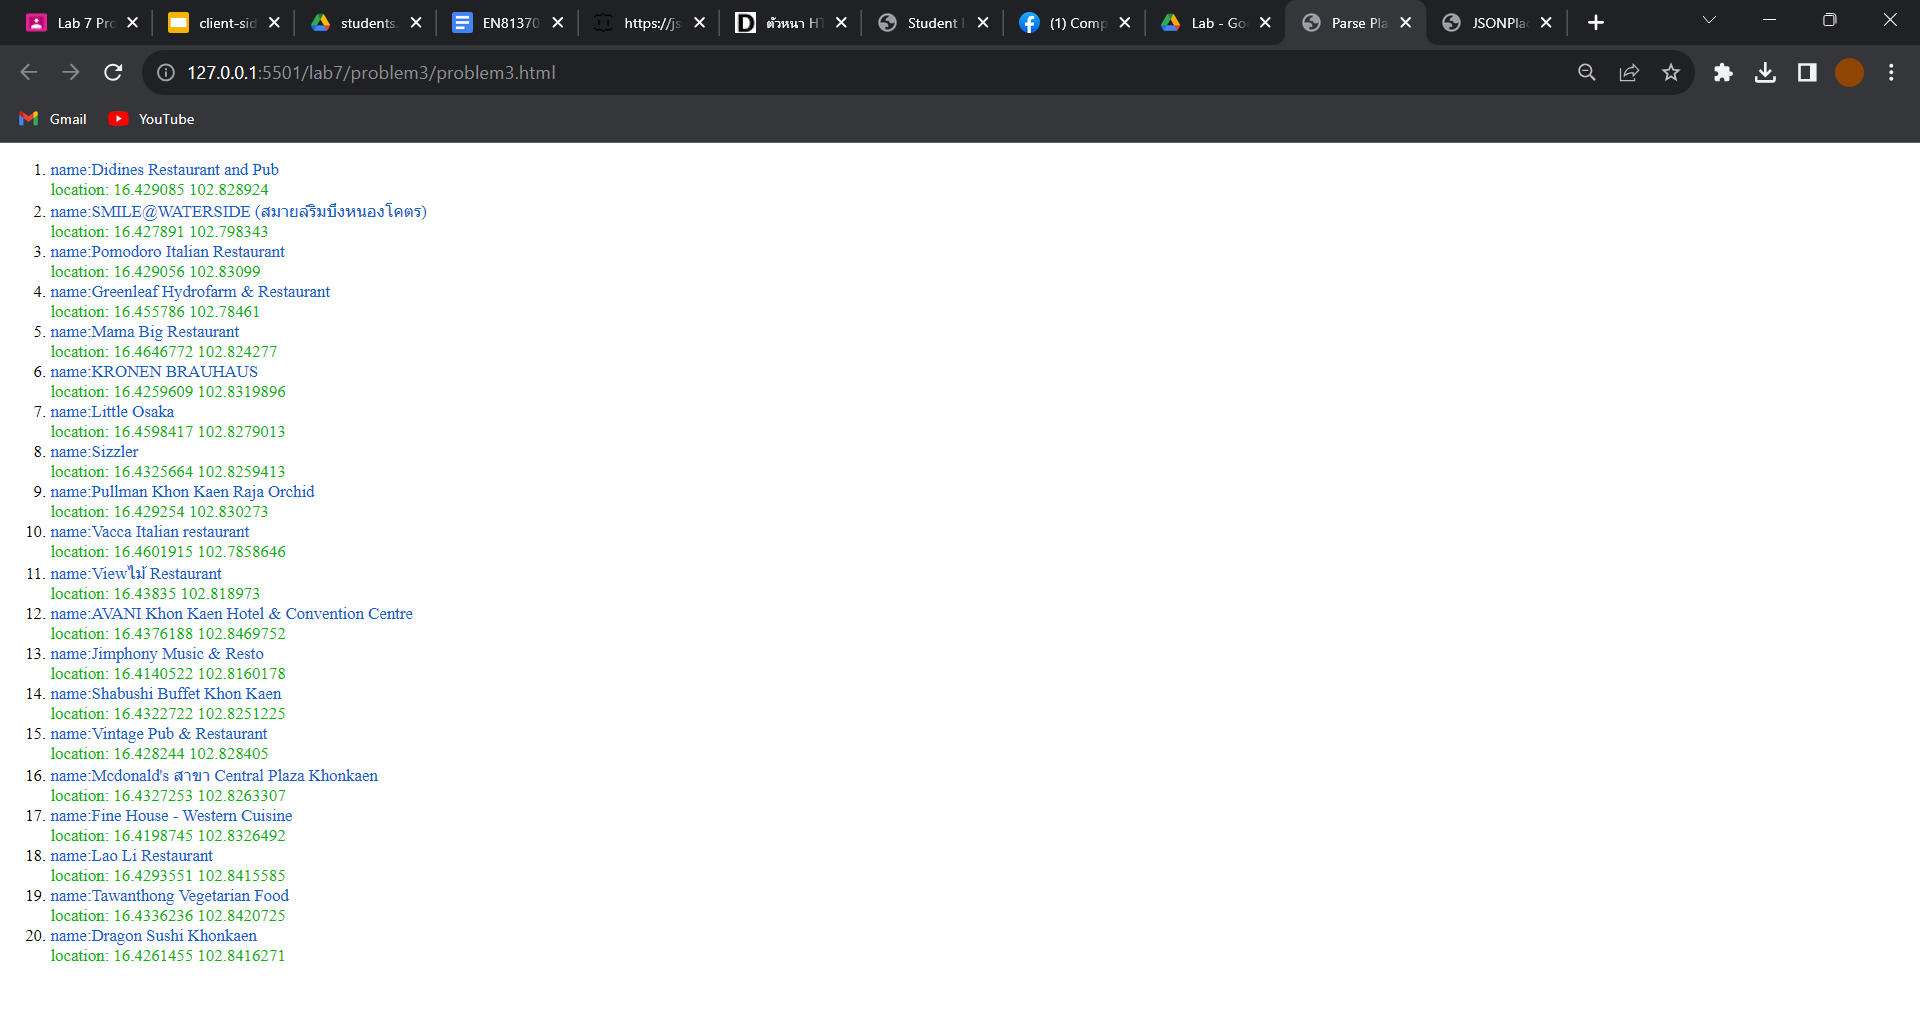 Lab 7 Pro
client-sid
students.
EN81370
https://js
ตัวหนา HT
Student I
(1) Comp
Lab - Goo
Parse Pla
JSONPlac
127.0.0.1:5501/lab7/problem3/problem3.html
Gmail
YouTube
1. name:Didines Restaurant and Pub
location: 16.429085 102.828924
2. name:SMILE@WATERSIDE (สมายล์ริมบึงหนองโคตร)
location: 16.427891 102.798343
3. name:Pomodoro Italian Restaurant
location: 16.429056 102.83099
4. name:Greenleaf Hydrofarm & Restaurant
location: 16.455786 102.78461
5. name:Mama Big Restaurant
location: 16.4646772 102.824277
6. name:KRONEN BRAUHAUS
location: 16.4259609 102.8319896
7. name:Little Osaka
location: 16.4598417 102.8279013
8. name:Sizzler
location: 16.4325664 102.8259413
9. name:Pullman Khon Kaen Raja Orchid
location: 16.429254 102.830273
10. name:Vacca Italian restaurant
location: 16.4601915 102.7858646
11. name:Viewไม้ Restaurant
location: 16.43835 102.818973
12. name:AVANI Khon Kaen Hotel & Convention Centre
location: 16.4376188 102.8469752
13. name:Jimphony Music & Resto
location: 16.4140522 102.8160178
14. name:Shabushi Buffet Khon Kaen
location: 16.4322722 102.8251225
15. name:Vintage Pub & Restaurant
location: 16.428244 102.828405
16. name:Mcdonald's สาขา Central Plaza Khonkaen
location: 16.4327253 102.8263307
17. name:Fine House - Western Cuisine
location: 16.4198745 102.8326492
18. name:Lao Li Restaurant
location: 16.4293551 102.8415585
19. name:Tawanthong Vegetarian Food
location: 16.4336236 102.8420725
20. name:Dragon Sushi Khonkaen
location: 16.4261455 102.8416271